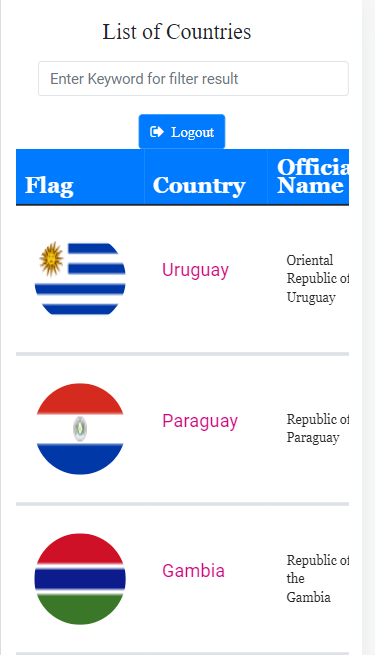 List of Countries
Enter Keyword for filter result
Logout
Flag Country Officia
Name
Uruguay
Oriental
Republic of
Uruguay
Paraguay
Republic of
Paraguay
Gambia
Republic of
the
Gambia